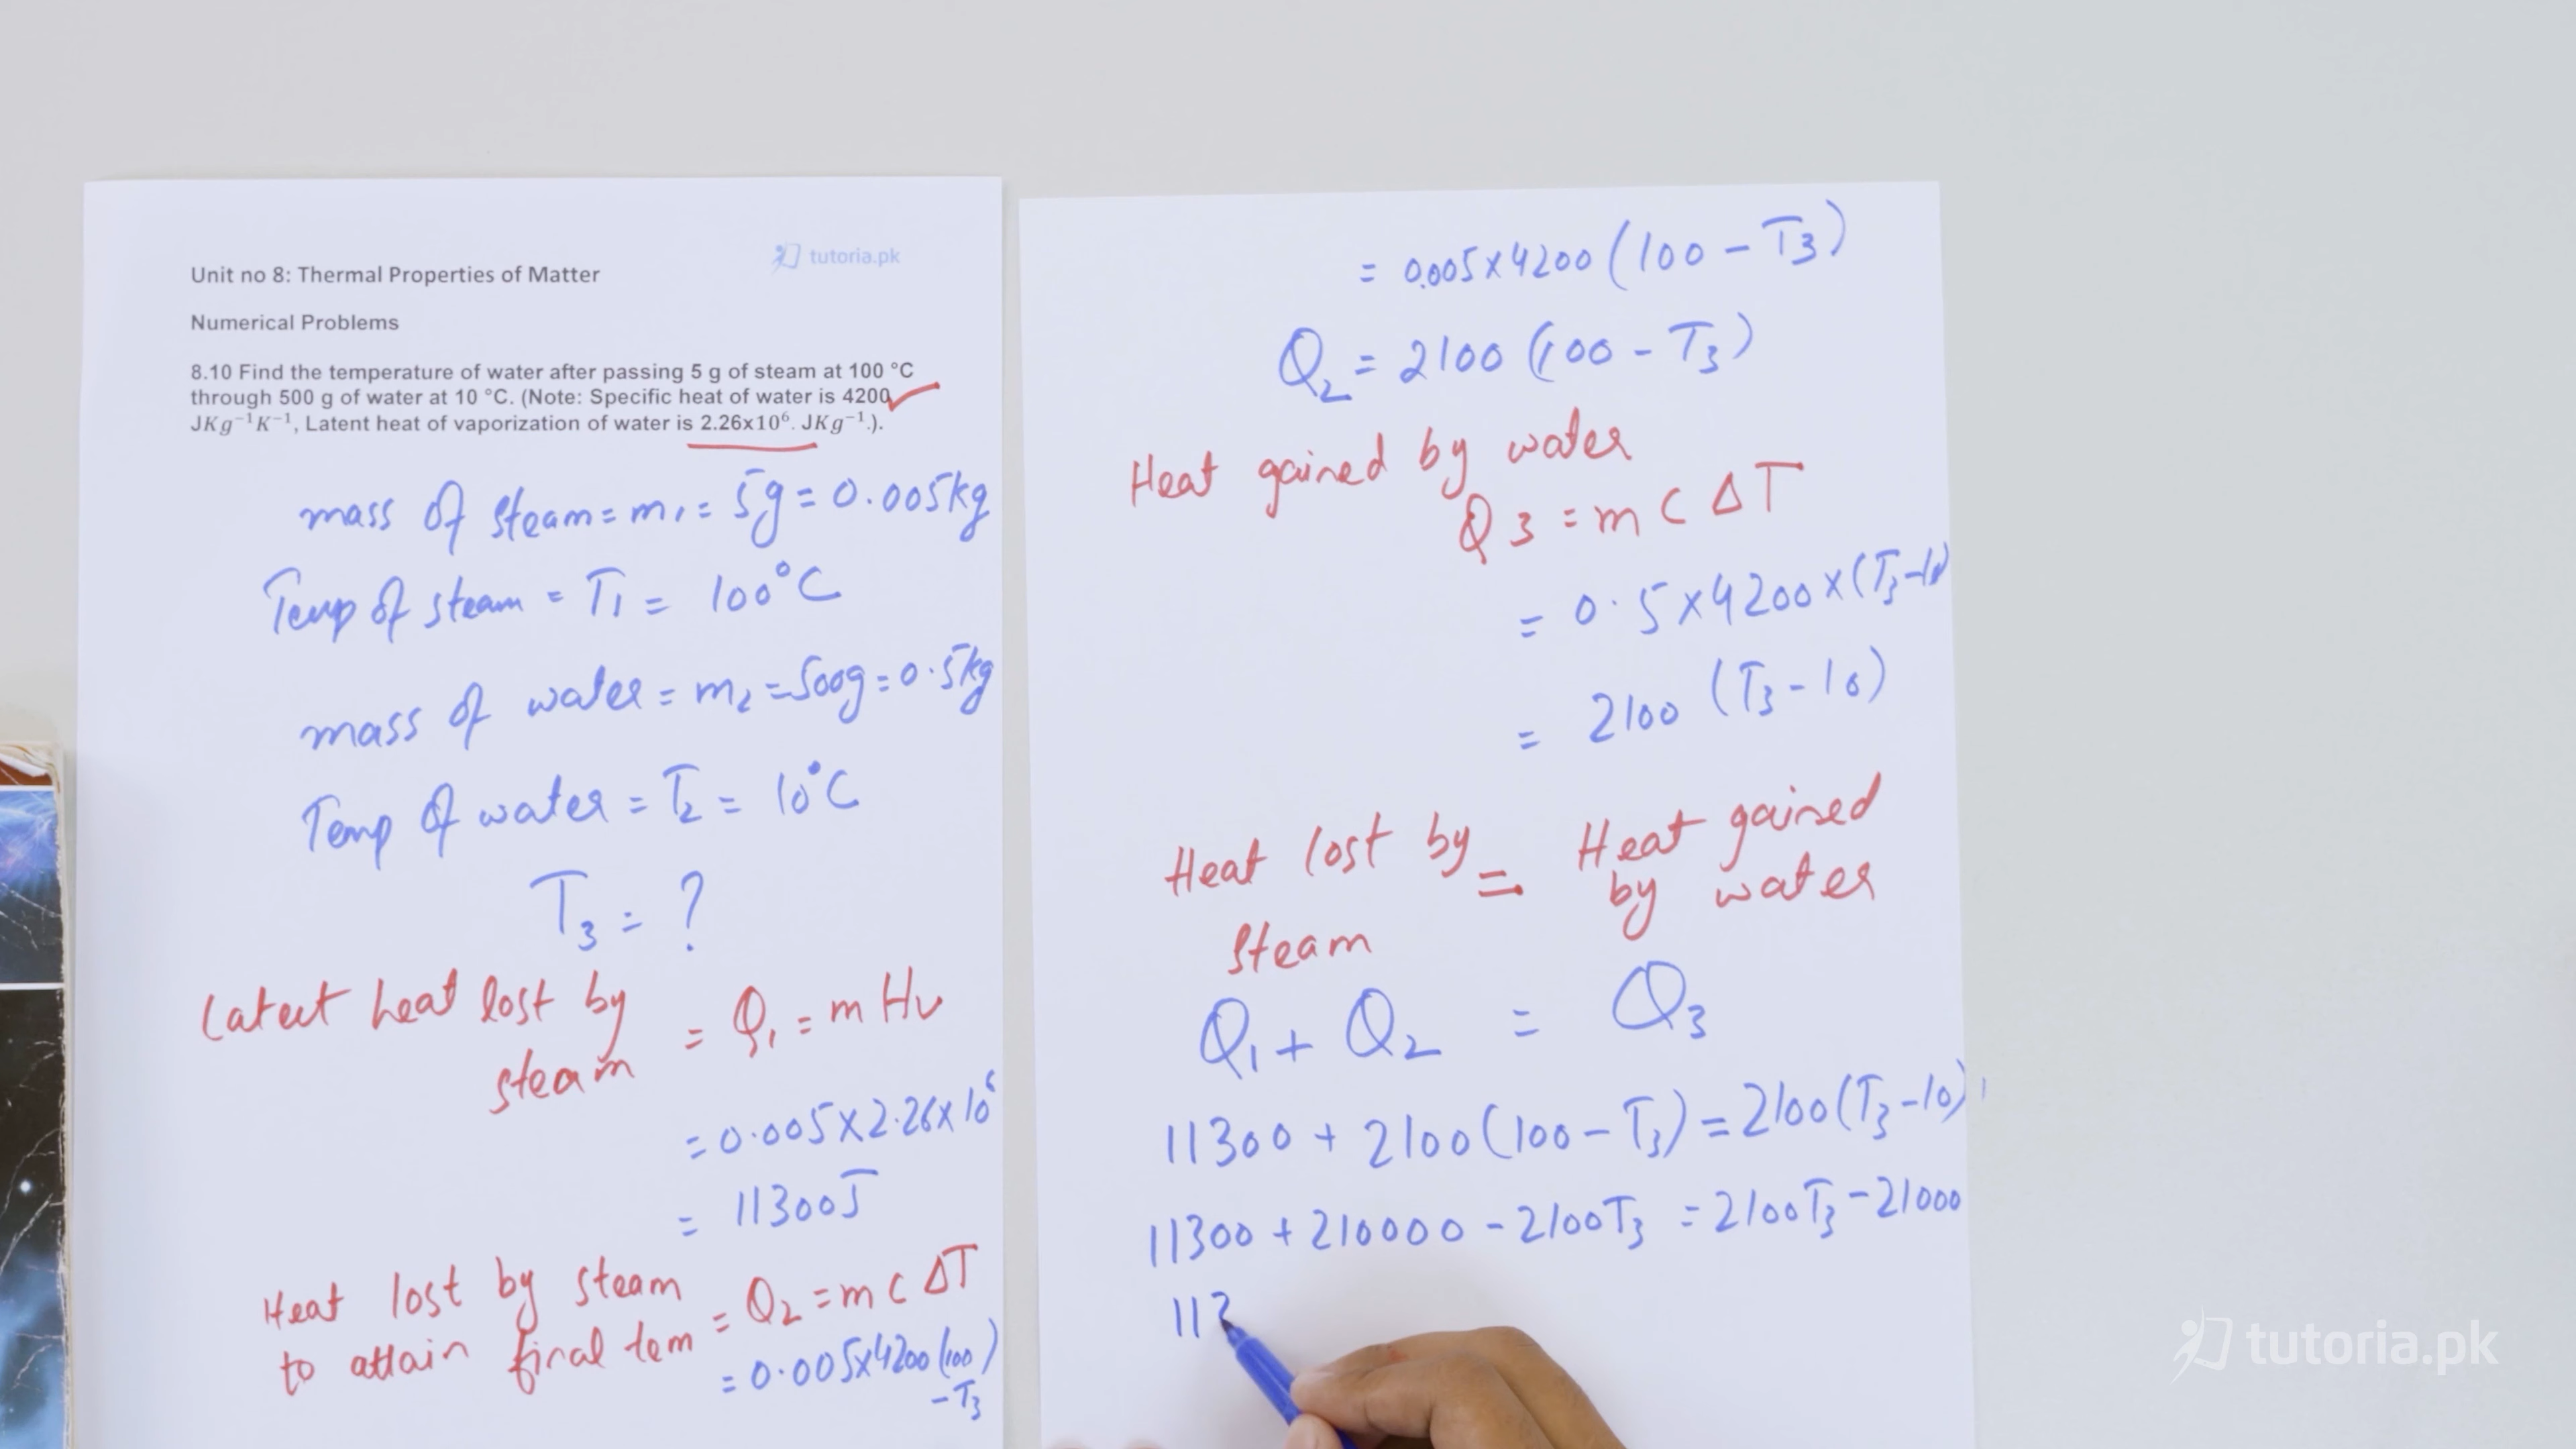 tutoria.pk
Unit no 8: Thermal Properties of Matter
Numerical Problems
8.10 Find the temperature of water after passing 5 g of steam at 100 °C
through 500 g of water at 10 °C. (Note: Specific heat of water is 4200
JKg⁻¹K⁻¹, Latent heat of vaporization of water is 2.26x10⁶. JKg⁻¹.).
mass of steam = m₁ = 5g = 0.005kg
Temp of steam = T₁ = 100°C
mass of water = m₂ = 500g = 0.5kg
Temp of water = T₂ = 10°C
T₃ = ?
Latent heat lost by
steam = Q₁ = m Hv
= 0.005 x 2.26 x 10⁶
= 11300J
Heat lost by steam
to attain final tem = Q₂ = m c ΔT
= 0.005x4200(100)
- T₃
= 0.005x4200 (100 - T₃)
Q₂ = 2100 (100 - T₃)
Heat gained by water
Q3 = m c ΔT
= 0.5 x 4200 x (T₃ - 10)
= 2100 (T₃ - 10)
Heat lost by = Heat gained
steam by water
Q₁ + Q₂ = Q₃
11300 + 2100 (100 - T₃) = 2100 (T₃ - 10)
11300 + 210000 - 2100T₃ = 2100T₃ - 21000
113
tutoria.pk